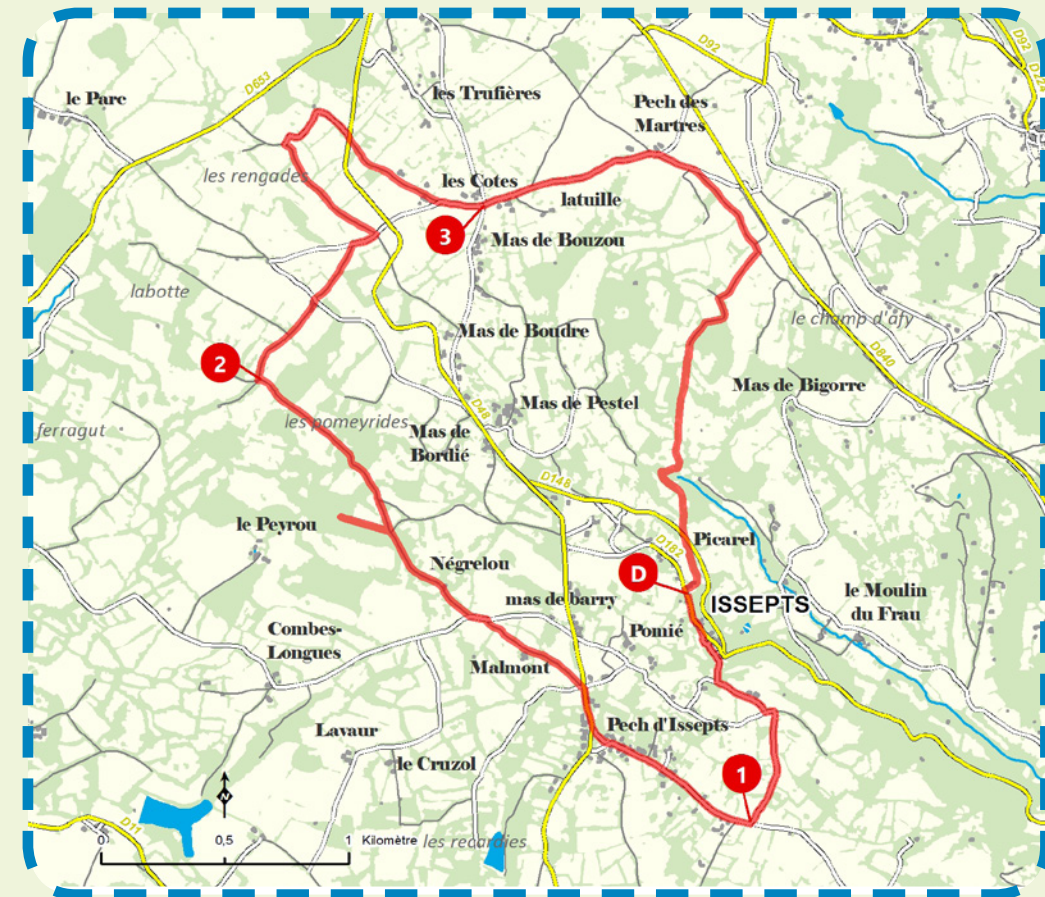 D653
D92
D92
D24
le Parc
les Trufières
Pech des
Martres
les rengades
les Cotes
latuille
3
Mas de Bouzou
labotte
le champ d'afy
Mas de Boudre
D840
2
Mas de Bigorre
ferragut
les pomeyrides
D48
Mas de Pestel
Mas de
Bordié
D148
le Peyrou
Picarel
Négrelou
D182
D
mas de barry
ISSEPTS
le Moulin
du Frau
Combes-
Longues
Pomié
Malmont
Lavaur
Pech d'Issepts
le Cruzol
1
N
D11
0
0,5
1 Kilomètre
les recardies